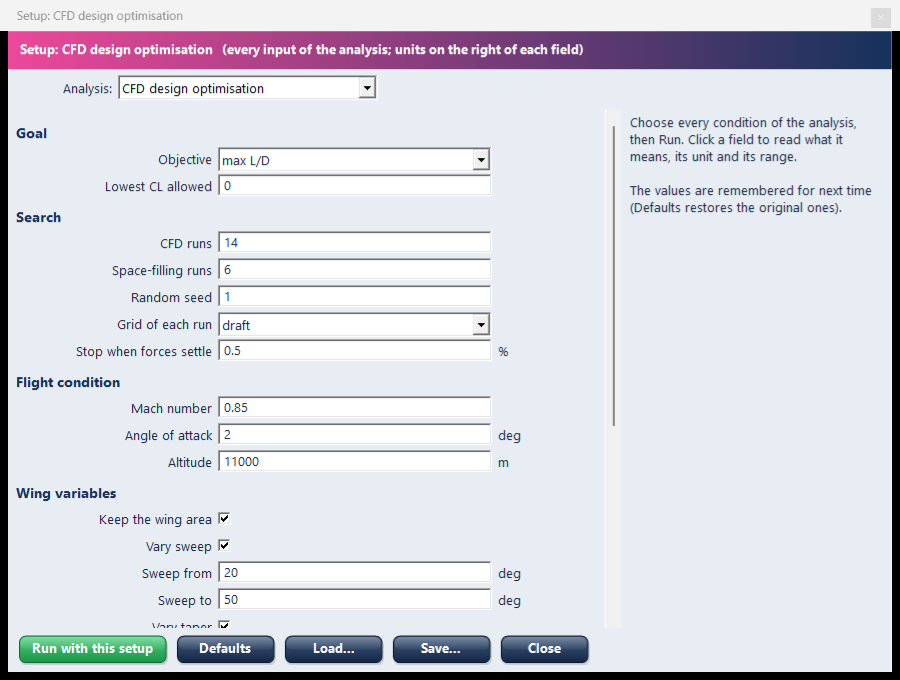 Setup: CFD design optimisation
Setup: CFD design optimisation (every input of the analysis; units on the right of each field)
Analysis: CFD design optimisation
Choose every condition of the analysis,
then Run. Click a field to read what it
means, its unit and its range.
The values are remembered for next time
(Defaults restores the original ones).
Goal
Objective max L/D
Lowest CL allowed 0
Search
CFD runs 14
Space-filling runs 6
Random seed 1
Grid of each run draft
Stop when forces settle 0.5 %
Flight condition
Mach number 0.85
Angle of attack 2 deg
Altitude 11000 m
Wing variables
Keep the wing area
Vary sweep
Sweep from 20 deg
Sweep to 50 deg
Vary taper
Run with this setup Defaults Load... Save... Close